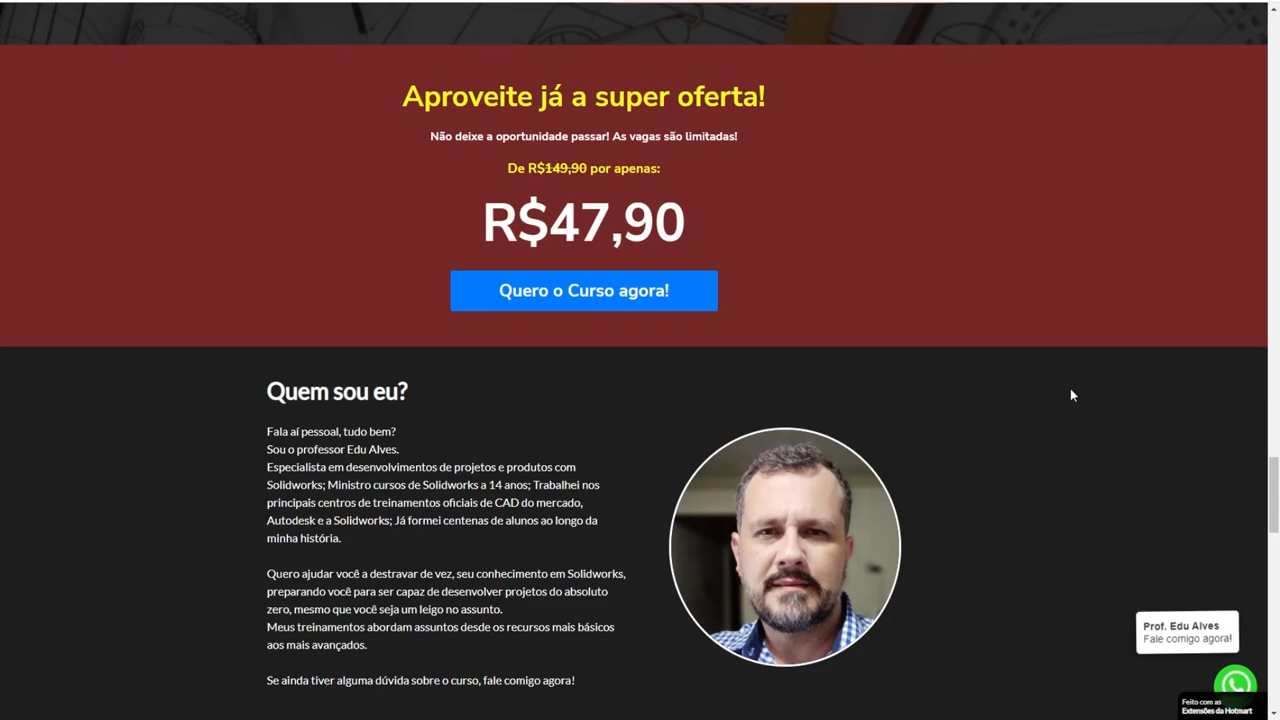 Aproveite já a super oferta!
Não deixe a oportunidade passar! As vagas são limitadas!
De R$149,90 por apenas:
R$47,90
Quero o Curso agora!
Quem sou eu?
Fala aí pessoal, tudo bem?
Sou o professor Edu Alves.
Especialista em desenvolvimentos de projetos e produtos com
Solidworks; Ministro cursos de Solidworks a 14 anos; Trabalhei nos
principais centros de treinamentos oficiais de CAD do mercado,
Autodesk e a Solidworks; Já formei centenas de alunos ao longo da
minha história.
Quero ajudar você a destravar de vez, seu conhecimento em Solidworks,
preparando você para ser capaz de desenvolver projetos do absoluto
zero, mesmo que você seja um leigo no assunto.
Meus treinamentos abordam assuntos desde os recursos mais básicos
aos mais avançados.
Se ainda tiver alguma dúvida sobre o curso, fale comigo agora!
Prof. Edu Alves
Fale comigo agora!
Feito com as
Extensões da Hotmart